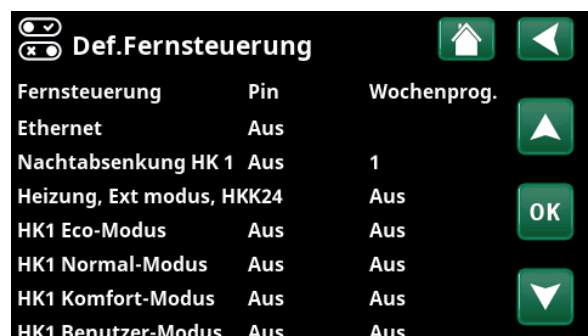 Def.Fernsteuerung
Fernsteuerung Pin Wochenprog.
Ethernet Aus
Nachtabsenkung HK 1 Aus 1
Heizung, Ext modus, HKK24 Aus
OK
HK1 Eco-Modus Aus Aus
HK1 Normal-Modus Aus Aus
HK1 Komfort-Modus Aus Aus
HK1 Benutzer-Modus Aus Aus